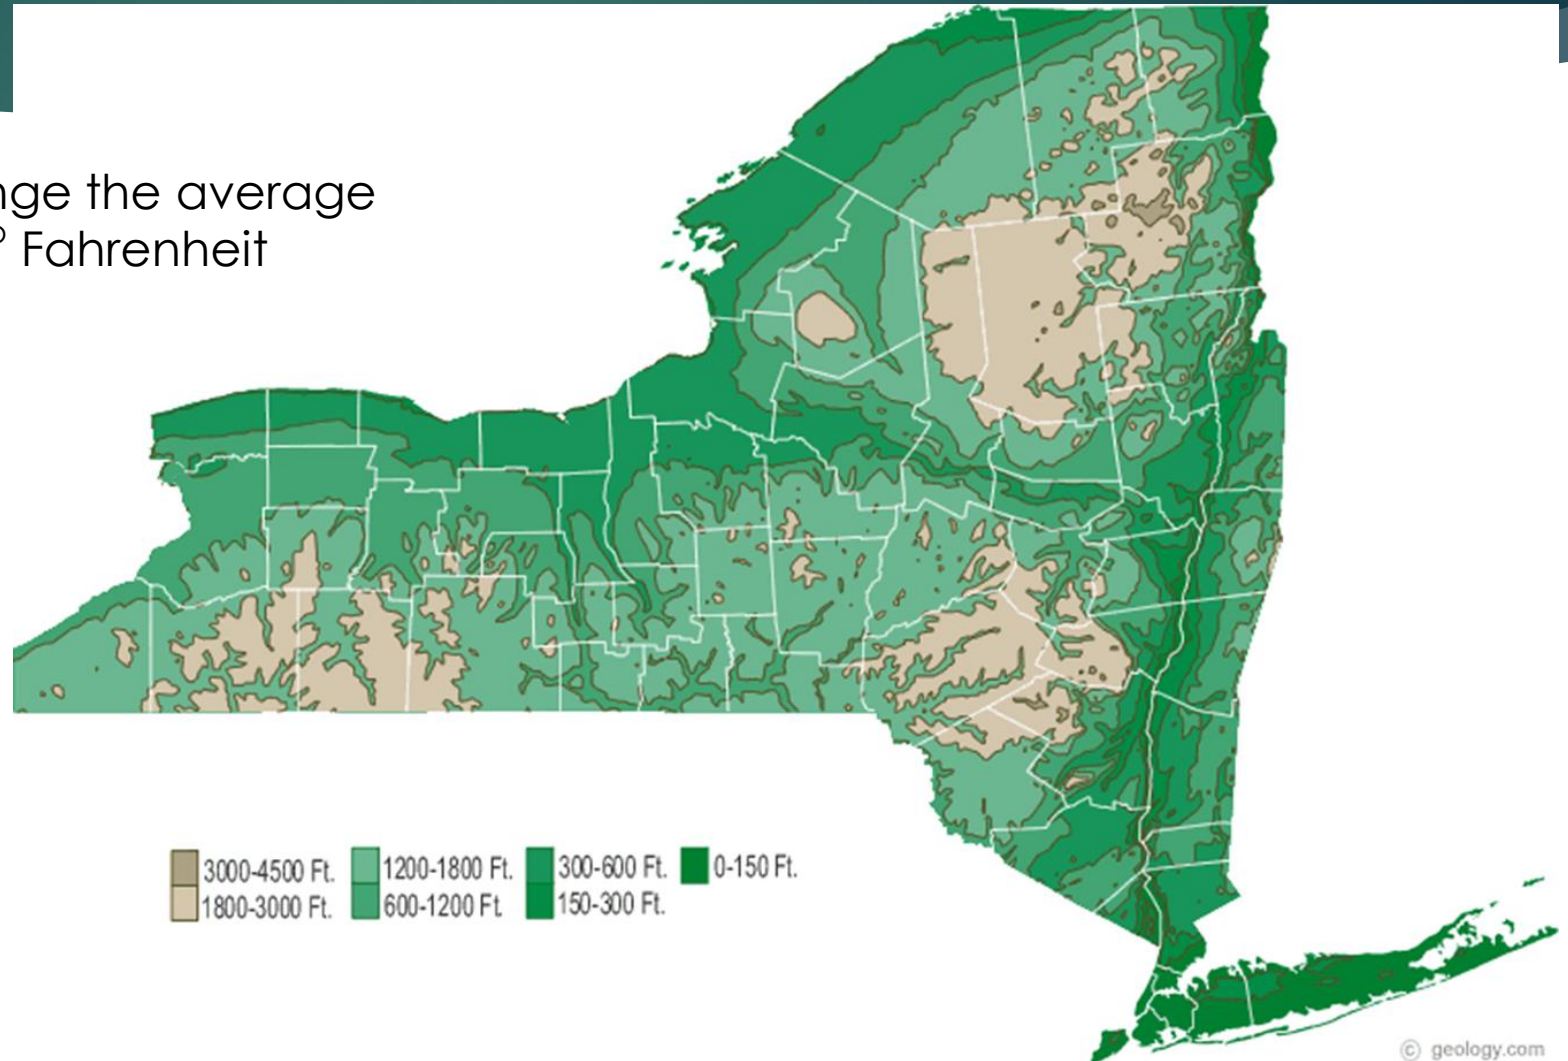 nge the average
° Fahrenheit
3000-4500 Ft.
1800-3000 Ft.
1200-1800 Ft.
600-1200 Ft
300-600 Ft.
150-300 Ft.
0-150 Ft.
© geology.com